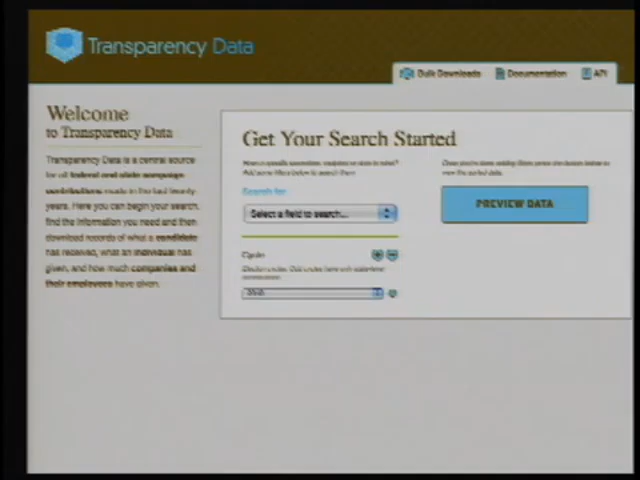 Transparency Data
Bulk Downloads
Documentation
API
Welcome
to Transparency Data
Transparency Data is a central source
for all federal and state campaign
contributions made in the last twenty
years. Here you can begin your search,
find the information you need and then
download records of what a candidate
has received, what an individual has
given, and how much companies and
their employees have given.
Get Your Search Started
Search for
Select a field to search...
Cycle
PREVIEW DATA